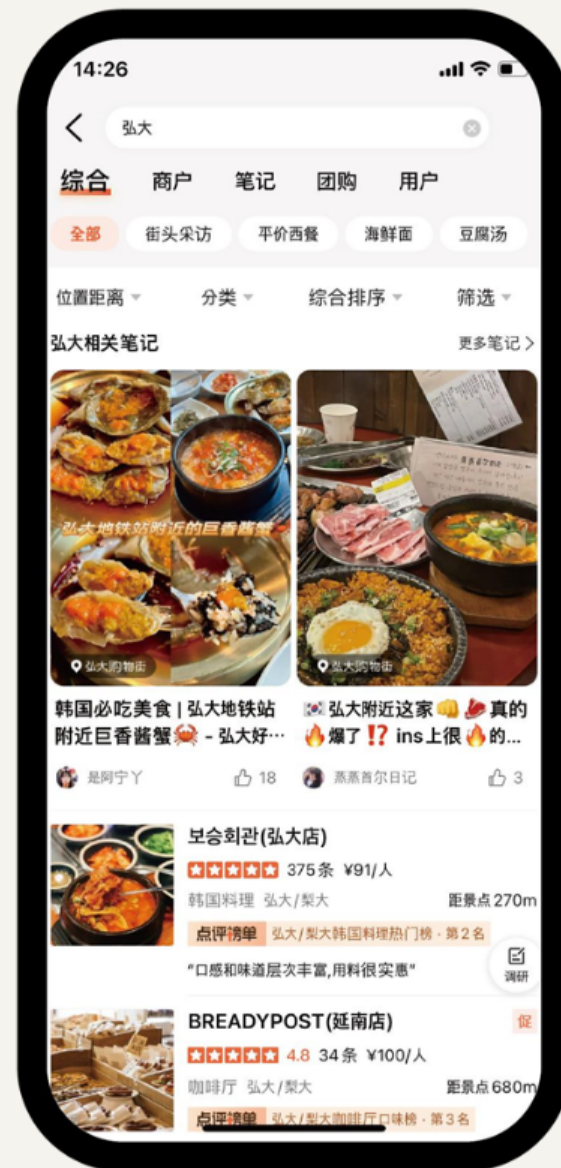 14:26
弘大
综合 商户 笔记 团购 用户
全部 街头采访 平价西餐 海鲜面 豆腐汤
位置距离 分类 综合排序 筛选
弘大相关笔记 更多笔记
弘大地铁站附近的巨香酱蟹
弘大购物街
弘大购物街
韩国必吃美食 | 弘大地铁站
附近巨香酱蟹🦀 - 弘大好…
是阿宁丫 18
🇰🇷 弘大附近这家👊 🦵真的
🔥爆了⁉️ ins上很🔥的...
蒸蒸首尔日记 3
보승회관(弘大店)
375条 ¥91/人
韩国料理 弘大/梨大 距景点270m
点评榜单 弘大/梨大韩国料理热门榜 · 第2名
“口感和味道层次丰富,用料很实惠”
调研
BREADYPOST(延南店) 促
4.8 34条 ¥100/人
咖啡厅 弘大/梨大 距景点680m
点评榜单 弘大/梨大咖啡厅口味榜 · 第3名